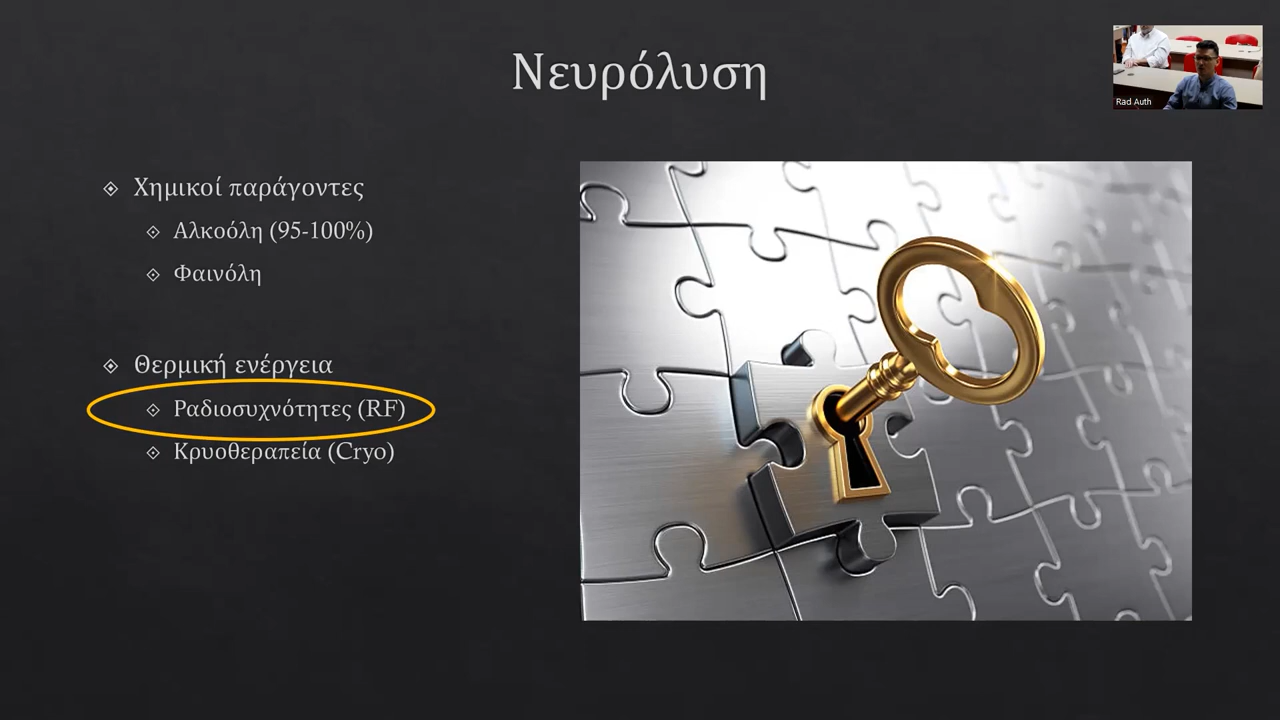 Νευρόλυση
Rad Auth
Χημικοί παράγοντες
Αλκοόλη (95-100%)
Φαινόλη
Θερμική ενέργεια
Ραδιοσυχνότητες (RF)
Κρυοθεραπεία (Cryo)